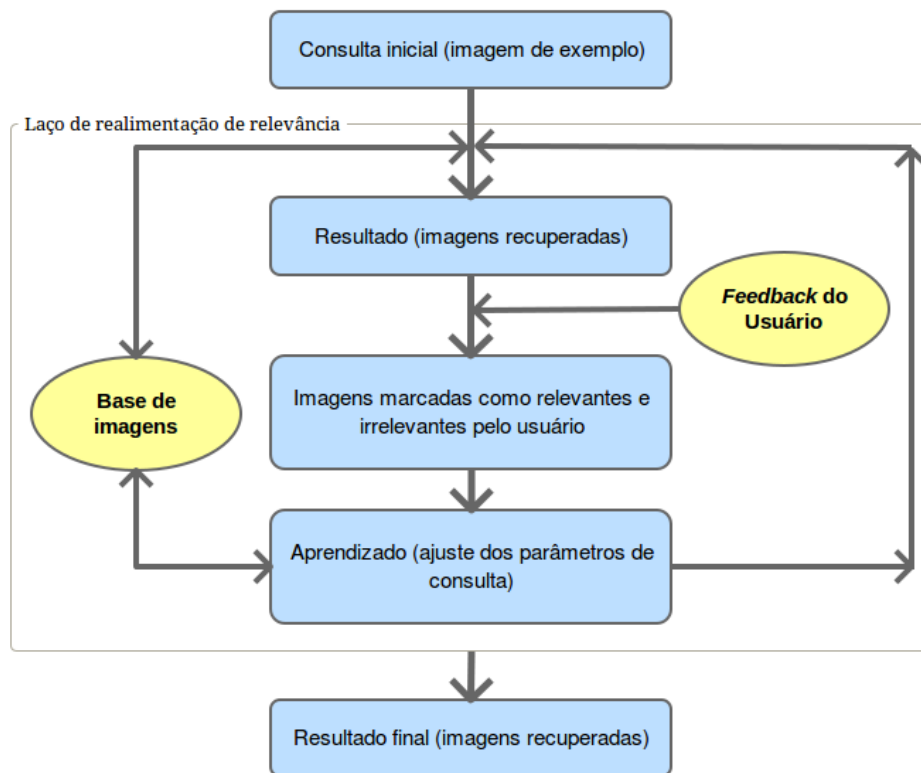 Consulta inicial (imagem de exemplo)
Laço de realimentação de relevância
Resultado (imagens recuperadas)
Feedback do
Usuário
Base de
imagens
Imagens marcadas como relevantes e
irrelevantes pelo usuário
Aprendizado (ajuste dos parâmetros de
consulta)
Resultado final (imagens recuperadas)